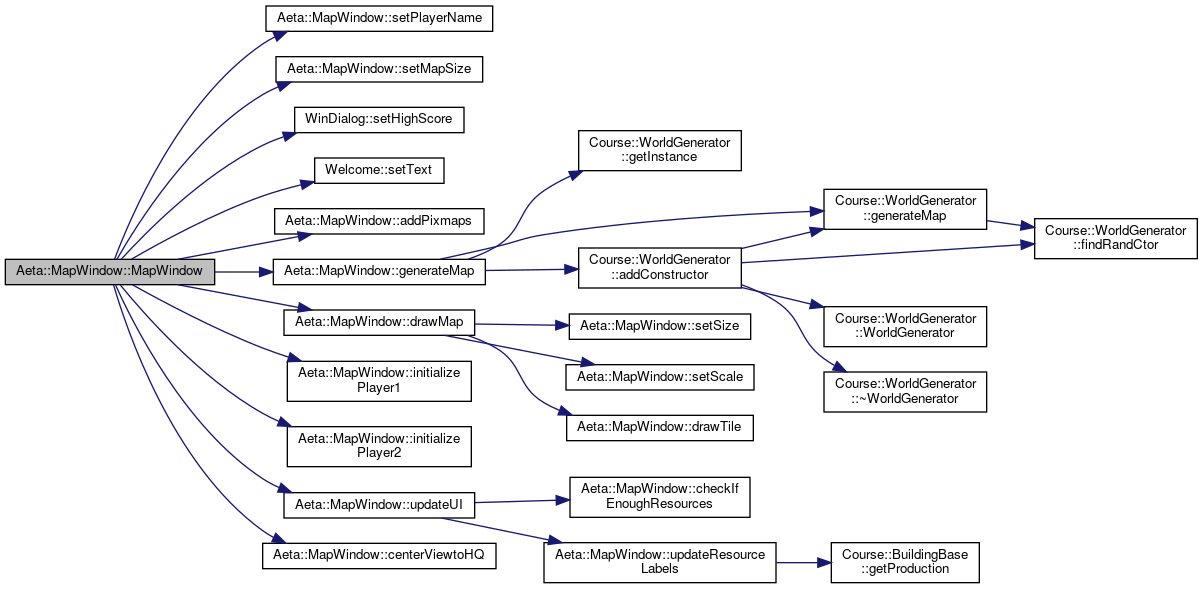 Aeta::MapWindow::MapWindow
Aeta::MapWindow::setPlayerName
Aeta::MapWindow::setMapSize
WinDialog::setHighScore
Welcome::setText
Aeta::MapWindow::addPixmaps
Aeta::MapWindow::generateMap
Aeta::MapWindow::drawMap
Aeta::MapWindow::initialize
Player1
Aeta::MapWindow::initialize
Player2
Aeta::MapWindow::updateUI
Aeta::MapWindow::centerViewtoHQ
Course::WorldGenerator
::getInstance
Course::WorldGenerator
::addConstructor
Aeta::MapWindow::setSize
Aeta::MapWindow::setScale
Aeta::MapWindow::drawTile
Aeta::MapWindow::checkIf
EnoughResources
Aeta::MapWindow::updateResource
Labels
Course::WorldGenerator
::generateMap
Course::WorldGenerator
::WorldGenerator
Course::WorldGenerator
::~WorldGenerator
Course::BuildingBase
::getProduction
Course::WorldGenerator
::findRandCtor